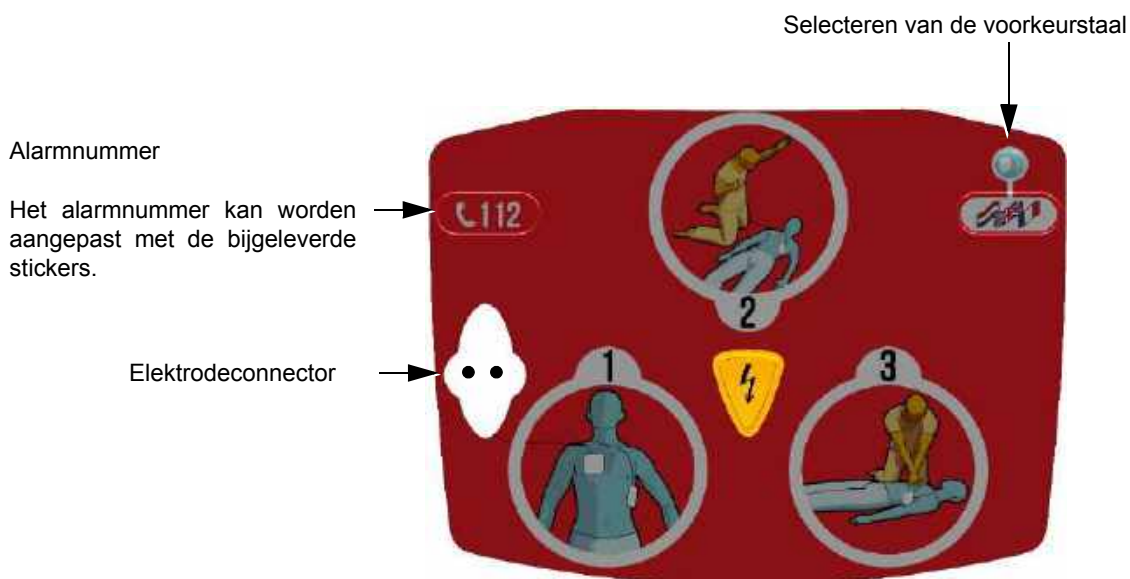 Selecteren van de voorkeurstaal
Alarmnummer
Het alarmnummer kan worden
aangepast met de bijgeleverde
stickers.
112
2
Elektrodeconnector
1
3